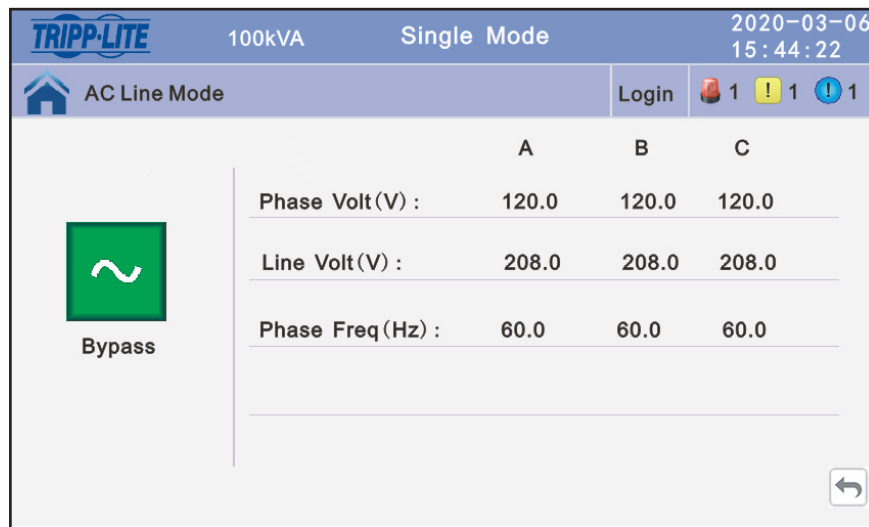 TRIPP·LITE 100kVA Single Mode 2020-03-06
15:44:22
AC Line Mode Login 1 ! 1 ! 1
A B C
Phase Volt(V): 120.0 120.0 120.0
Line Volt(V): 208.0 208.0 208.0
Phase Freq(Hz): 60.0 60.0 60.0
Bypass